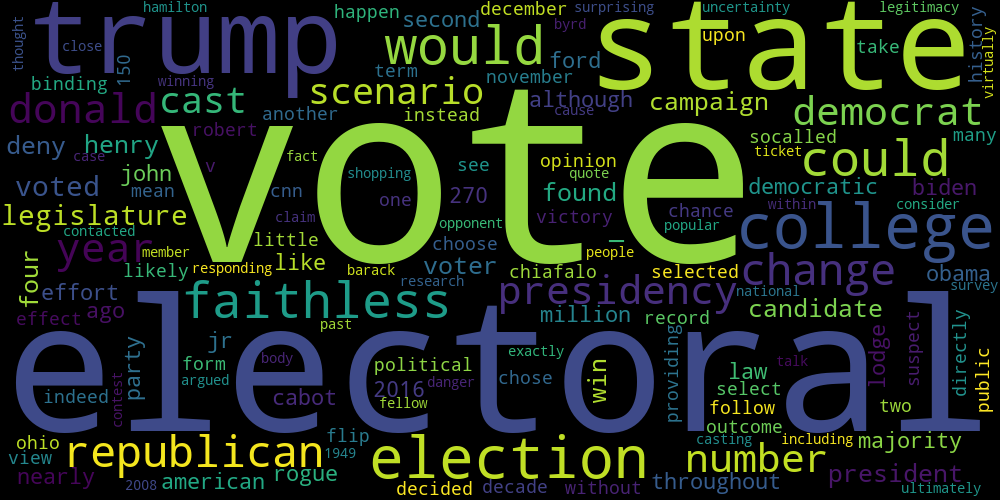 hamilton
happen
december
surprising
uncertainty
legitimacy
trump
second
byrd
state
thought
close
would
upon
take
history
150
term
ford
binding
november
virtually
donald
cast
scenario
although
campaign
democrat
another
instead
cause
robert
vote
socalled
many
deny
henry
case
v
fact
see
opinion
ticket
could
john
shopping
quote
voted
mean
cnn
one
270
found
democratic
biden
within
legislature
claim
opponent
victory
chance
popular
consider
college
contacted
year
little
choose
–
member
people
four
likely
responding
like
barack
voter
chiafalo
selected
change
obama
research
national
survey
effort
faithless
presidency
effect
ago
past
million
record
candidate
electoral
jr
party
form
body
exactly
providing
lodge
suspect
directly
argued
political
chose
win
law
talk
public
indeed
contest
cabot
2016
danger
select
fellow
follow
two
outcome
ohio
flip
casting
including
majority
view
republican
1949
election
number
president
nearly
2008
american
rogue
decided
decade
without
throughout
ultimately
winning